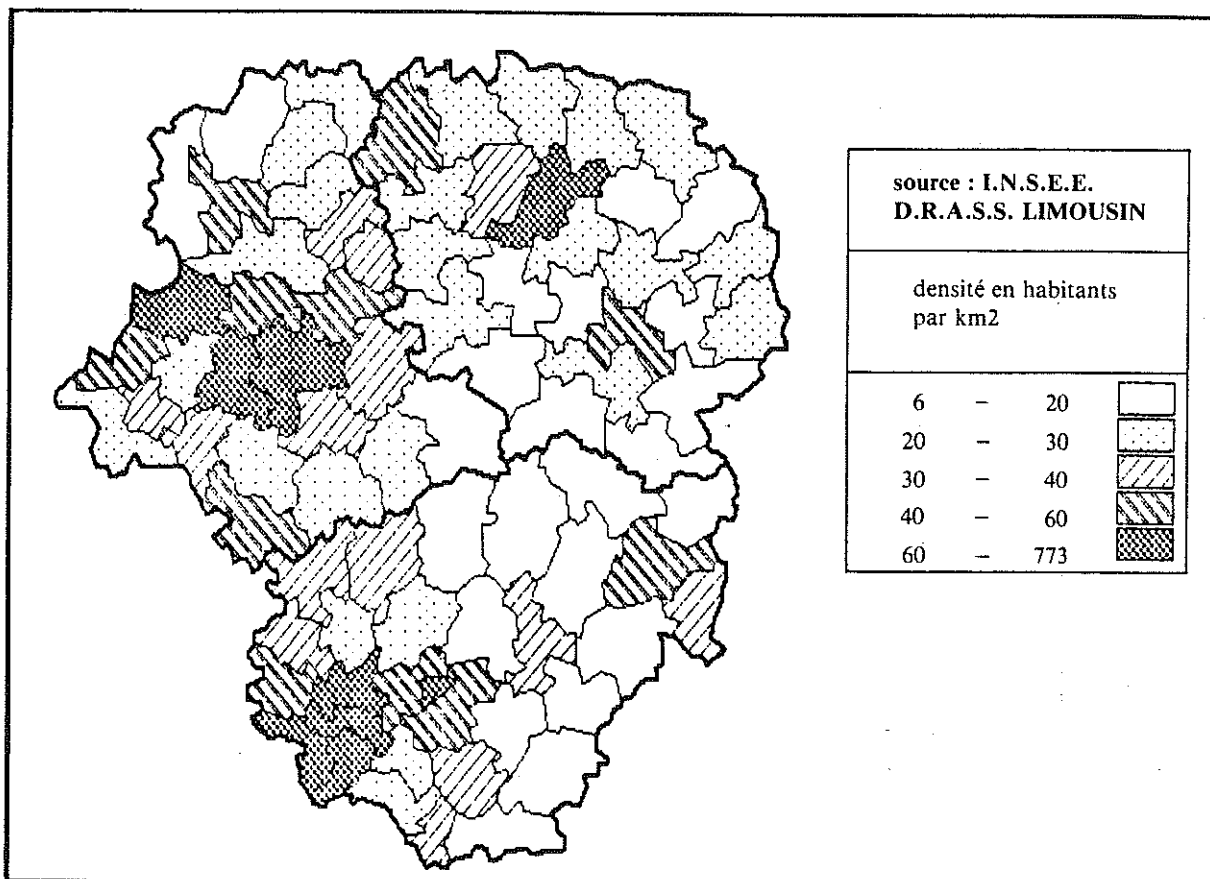 source : I.N.S.E.E.
D.R.A.S.S. LIMOUSIN
densité en habitants
par km2
6 – 20
20 – 30
30 – 40
40 – 60
60 – 773